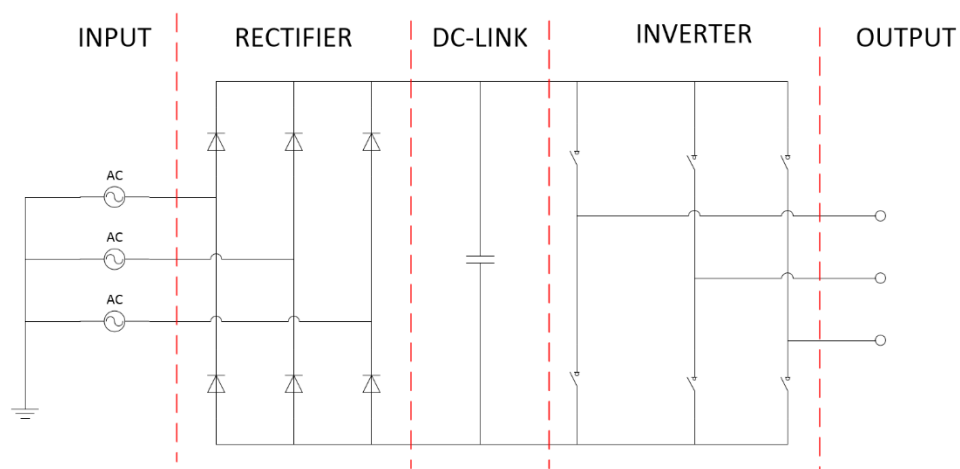 INPUT
RECTIFIER
DC-LINK
INVERTER
OUTPUT
AC
AC
AC